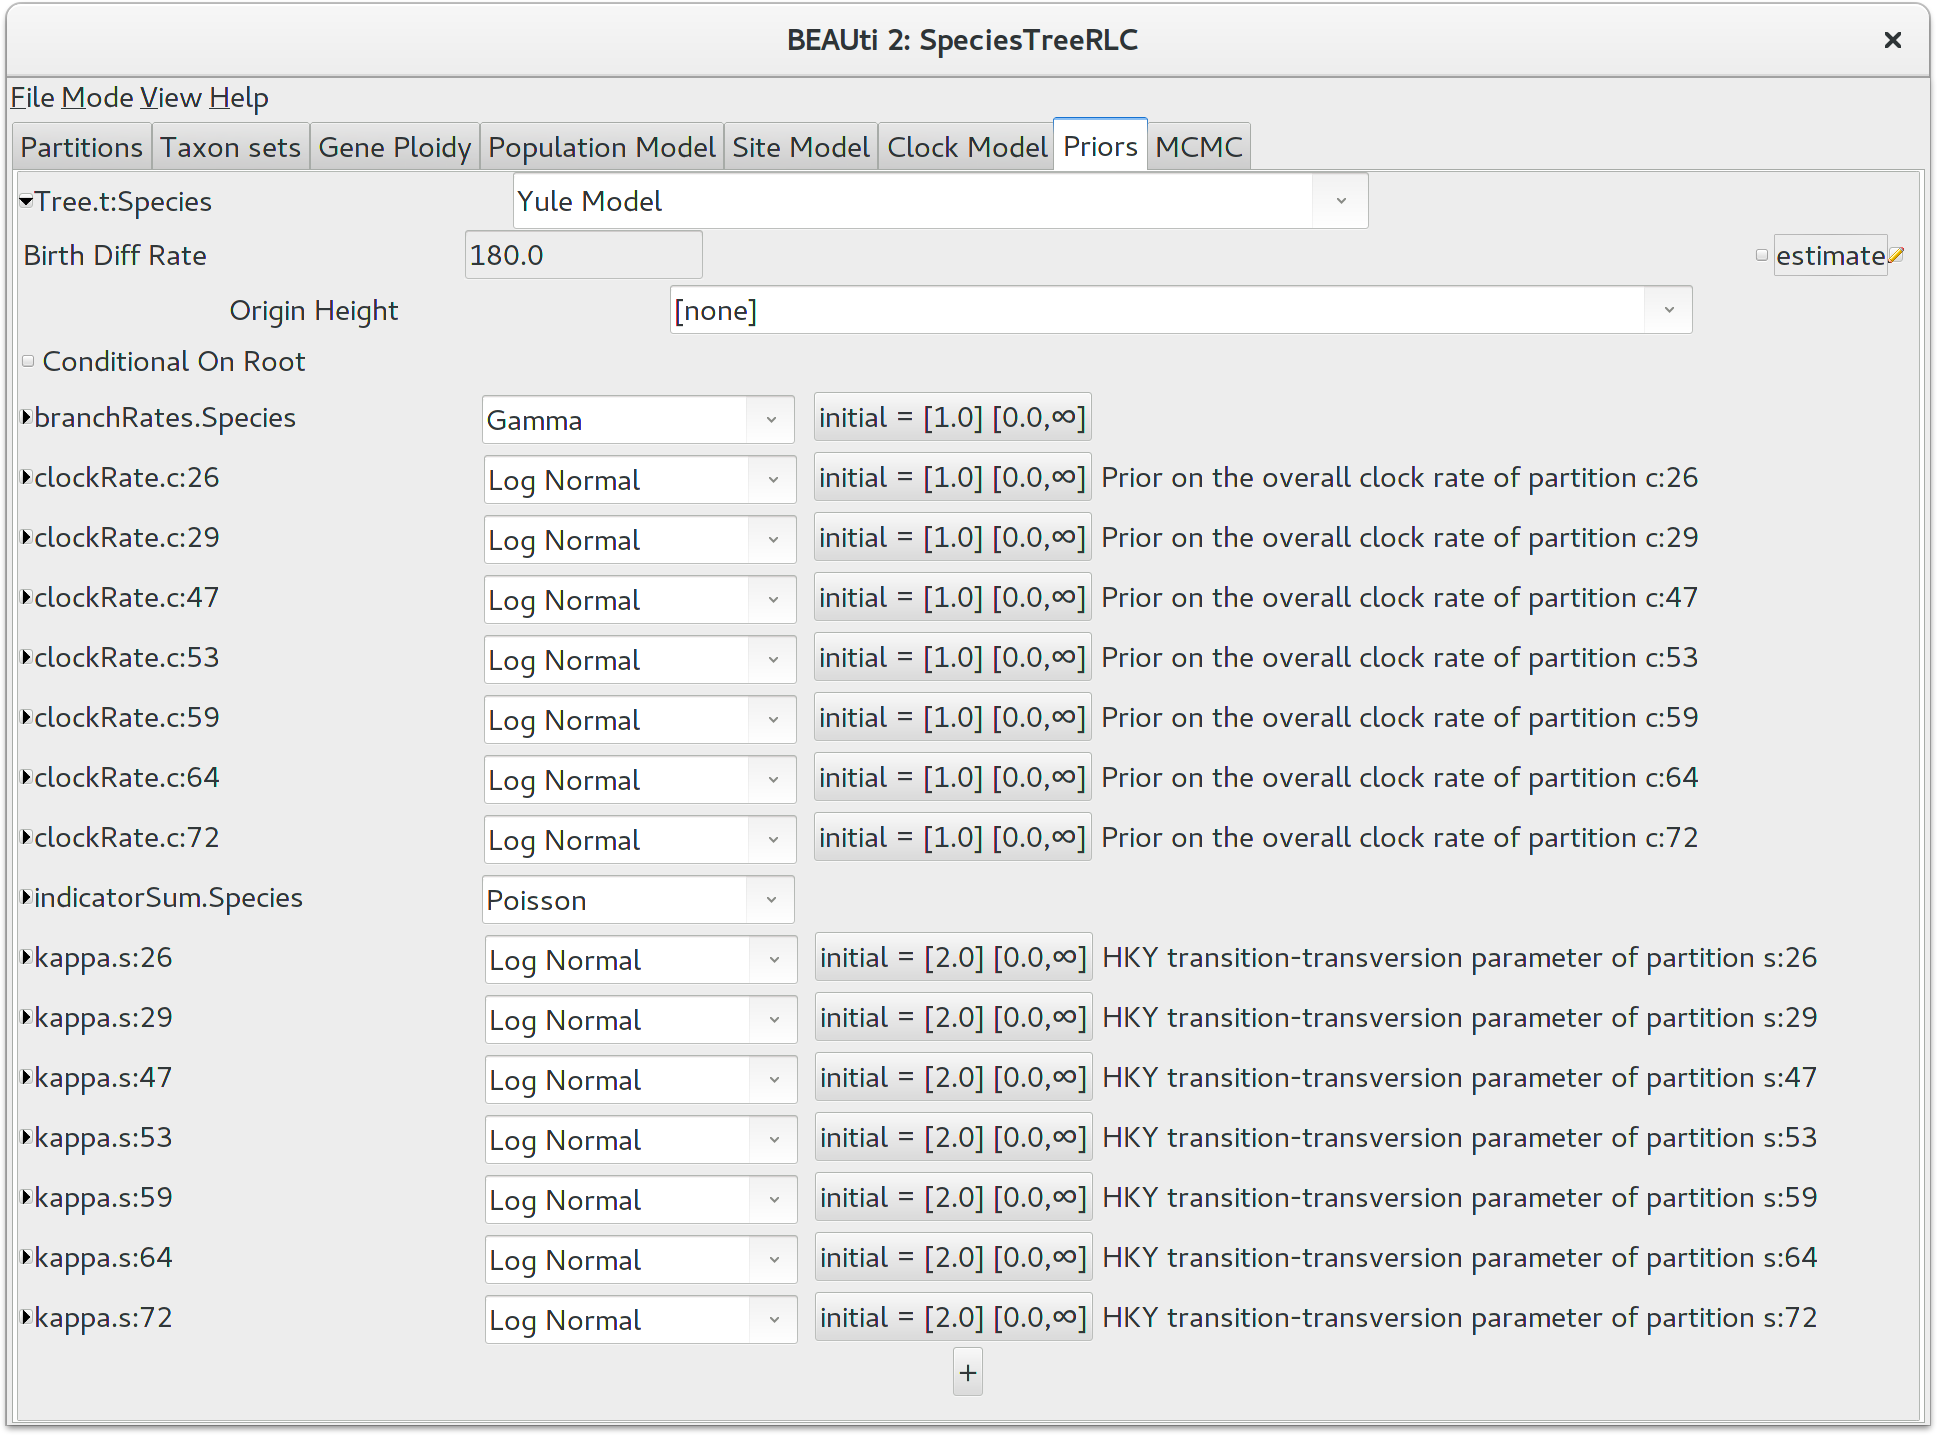 BEAUti 2: SpeciesTreeRLC
File Mode View Help
Partitions Taxon sets Gene Ploidy Population Model Site Model Clock Model Priors MCMC
Tree.t:Species Yule Model
Birth Diff Rate 180.0 estimate
Origin Height [none]
Conditional On Root
branchRates.Species Gamma initial = [1.0] [0.0,∞]
clockRate.c:26 Log Normal initial = [1.0] [0.0,∞] Prior on the overall clock rate of partition c:26
clockRate.c:29 Log Normal initial = [1.0] [0.0,∞] Prior on the overall clock rate of partition c:29
clockRate.c:47 Log Normal initial = [1.0] [0.0,∞] Prior on the overall clock rate of partition c:47
clockRate.c:53 Log Normal initial = [1.0] [0.0,∞] Prior on the overall clock rate of partition c:53
clockRate.c:59 Log Normal initial = [1.0] [0.0,∞] Prior on the overall clock rate of partition c:59
clockRate.c:64 Log Normal initial = [1.0] [0.0,∞] Prior on the overall clock rate of partition c:64
clockRate.c:72 Log Normal initial = [1.0] [0.0,∞] Prior on the overall clock rate of partition c:72
indicatorSum.Species Poisson
kappa.s:26 Log Normal initial = [2.0] [0.0,∞] HKY transition-transversion parameter of partition s:26
kappa.s:29 Log Normal initial = [2.0] [0.0,∞] HKY transition-transversion parameter of partition s:29
kappa.s:47 Log Normal initial = [2.0] [0.0,∞] HKY transition-transversion parameter of partition s:47
kappa.s:53 Log Normal initial = [2.0] [0.0,∞] HKY transition-transversion parameter of partition s:53
kappa.s:59 Log Normal initial = [2.0] [0.0,∞] HKY transition-transversion parameter of partition s:59
kappa.s:64 Log Normal initial = [2.0] [0.0,∞] HKY transition-transversion parameter of partition s:64
kappa.s:72 Log Normal initial = [2.0] [0.0,∞] HKY transition-transversion parameter of partition s:72
+